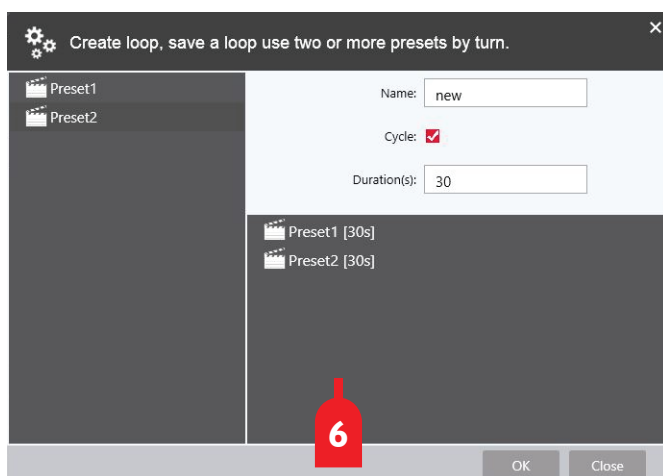 Create loop, save a loop use two or more presets by turn.
Preset1
Preset2
Name: new
Cycle:
Duration(s): 30
Preset1 [30s]
Preset2 [30s]
6
OK Close